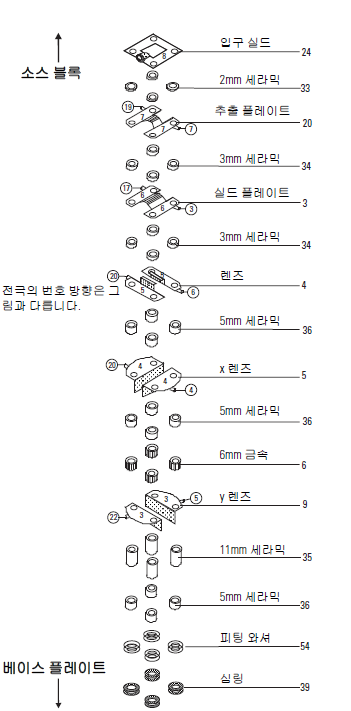 소스 블록
8
입구 실드
24
2mm 세라믹
33
19
7
7
7
추출 플레이트
20
3mm 세라믹
34
17
6
6
3
실드 플레이트
3
3mm 세라믹
34
20
5
5
6
렌즈
4
전극의 번호 방향은 그
림과 다릅니다.
5mm 세라믹
36
20
4
4
4
x 렌즈
5
5mm 세라믹
36
6mm 금속
6
3
5
22
3
y 렌즈
9
11mm 세라믹
35
5mm 세라믹
36
피팅 와셔
54
베이스 플레이트
심링
39